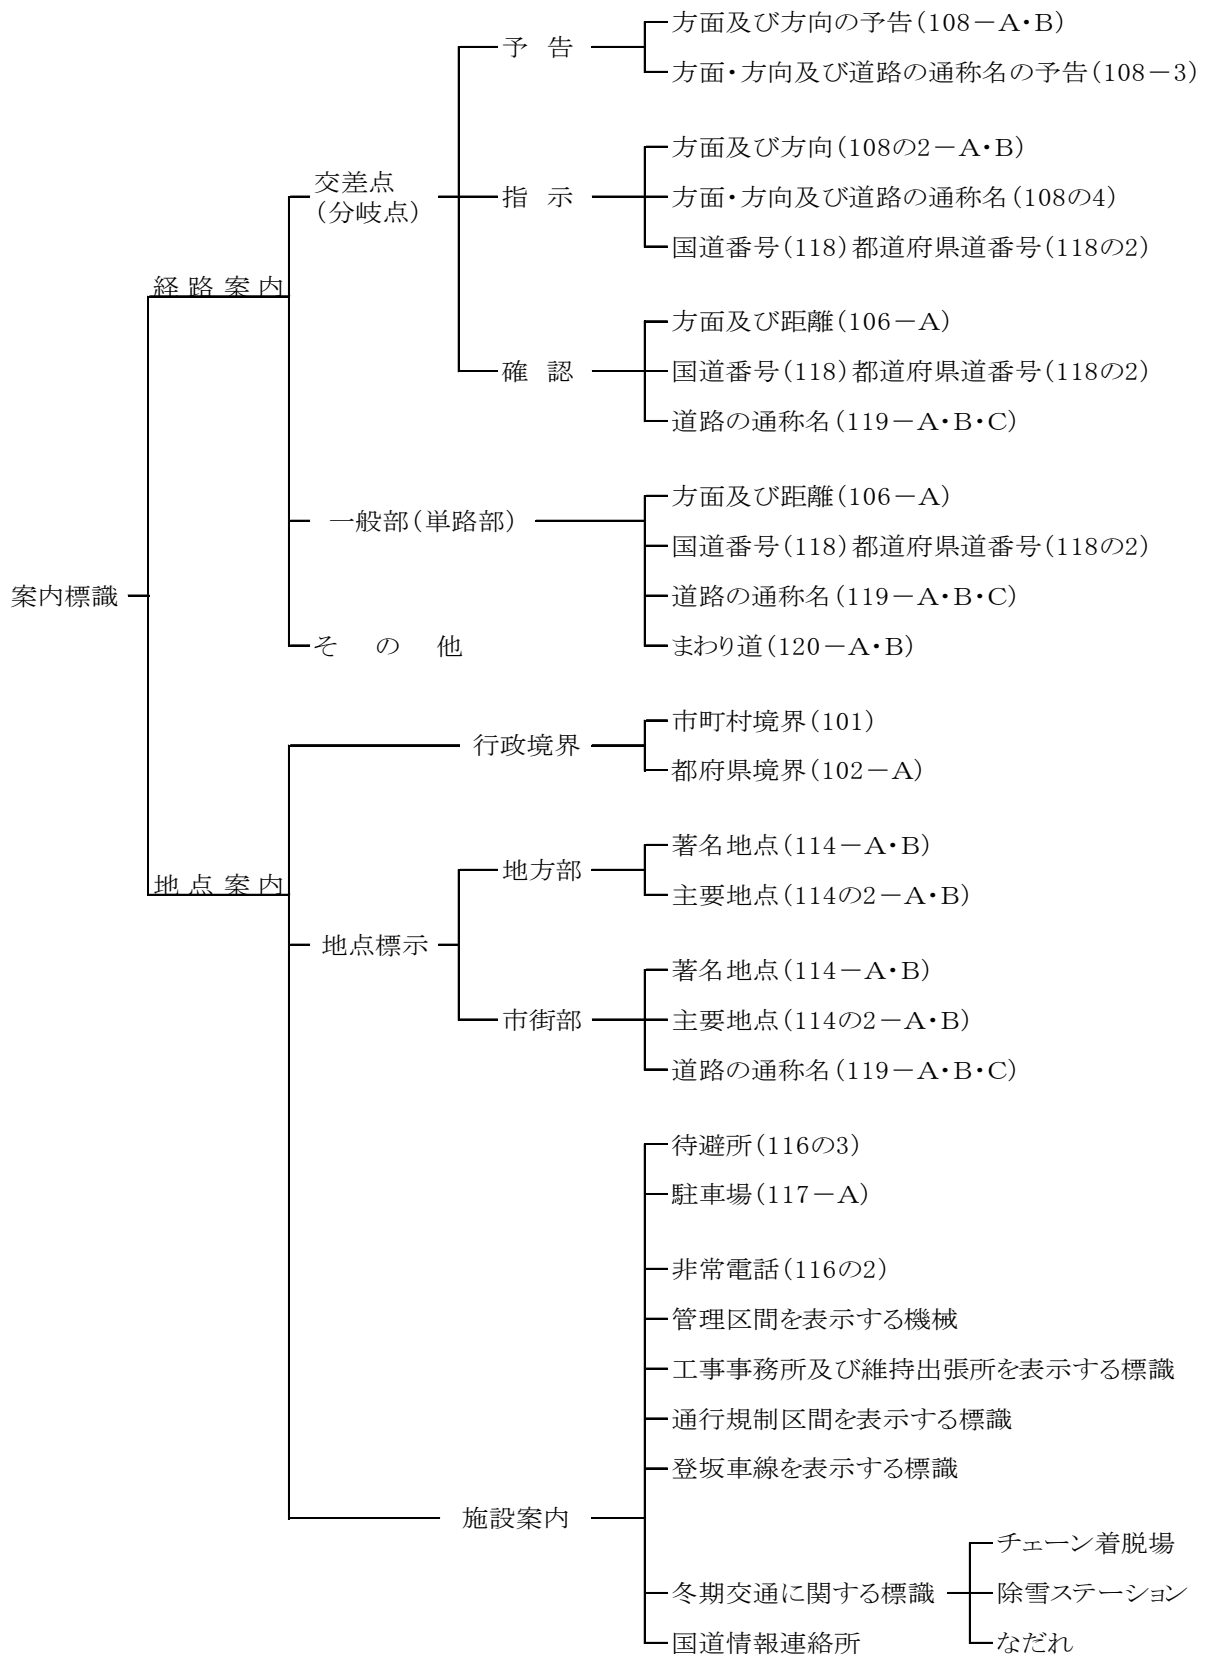 予 告
方面及び方向の予告(108－A・B)
方面・方向及び道路の通称名の予告(108－3)
交差点
(分岐点)
指 示
方面及び方向(108の2－A・B)
方面・方向及び道路の通称名(108の4)
国道番号(118)都道府県道番号(118の2)
経 路 案 内
確 認
方面及び距離(106－A)
国道番号(118)都道府県道番号(118の2)
道路の通称名(119－A・B・C)
一般部(単路部)
方面及び距離(106－A)
国道番号(118)都道府県道番号(118の2)
案内標識
道路の通称名(119－A・B・C)
そ の 他
まわり道(120－A・B)
行政境界
市町村境界(101)
都府県境界(102－A)
地 点 案 内
地点標示
地方部
著名地点(114－A・B)
主要地点(114の2－A・B)
市街部
著名地点(114－A・B)
主要地点(114の2－A・B)
道路の通称名(119－A・B・C)
施設案内
待避所(116の3)
駐車場(117－A)
非常電話(116の2)
管理区間を表示する機械
工事事務所及び維持出張所を表示する標識
通行規制区間を表示する標識
登坂車線を表示する標識
冬期交通に関する標識
チェーン着脱場
除雪ステーション
なだれ
国道情報連絡所